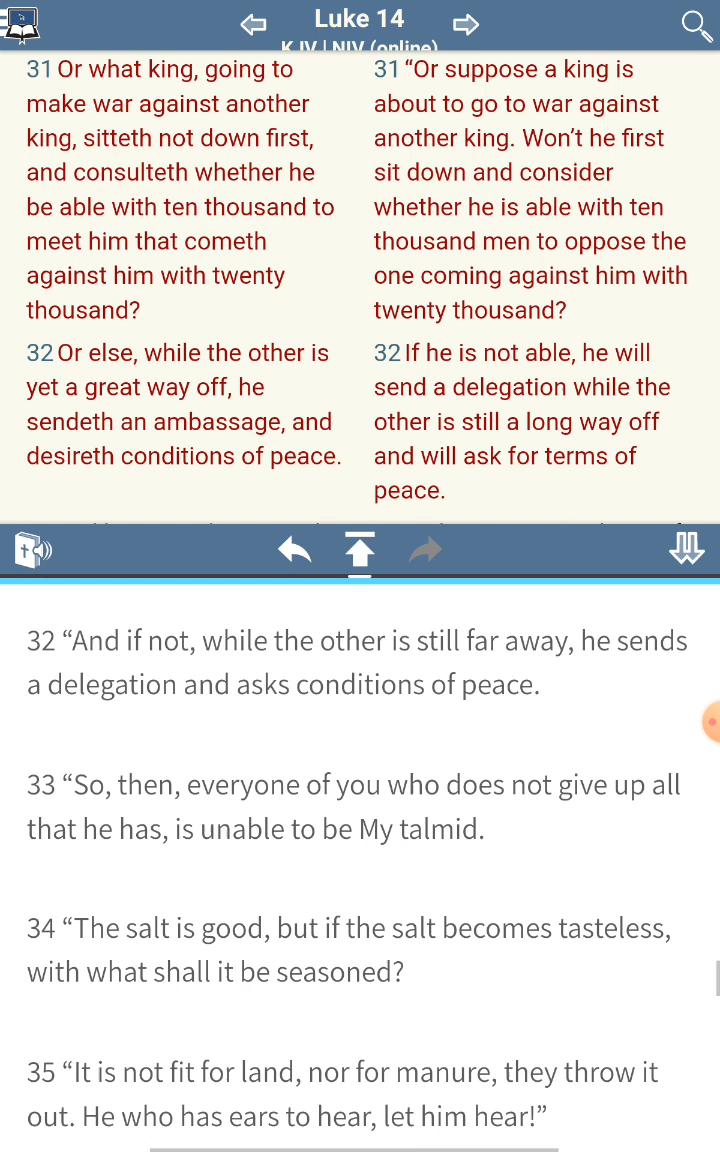 Luke 14
KJV | NIV (online)
31 Or what king, going to
make war against another
king, sitteth not down first,
and consulteth whether he
be able with ten thousand to
meet him that cometh
against him with twenty
thousand?
32 Or else, while the other is
yet a great way off, he
sendeth an ambassage, and
desireth conditions of peace.
31 “Or suppose a king is
about to go to war against
another king. Won’t he first
sit down and consider
whether he is able with ten
thousand men to oppose the
one coming against him with
twenty thousand?
32 If he is not able, he will
send a delegation while the
other is still a long way off
and will ask for terms of
peace.
32 “And if not, while the other is still far away, he sends
a delegation and asks conditions of peace.
33 “So, then, everyone of you who does not give up all
that he has, is unable to be My talmid.
34 “The salt is good, but if the salt becomes tasteless,
with what shall it be seasoned?
35 “It is not fit for land, nor for manure, they throw it
out. He who has ears to hear, let him hear!”